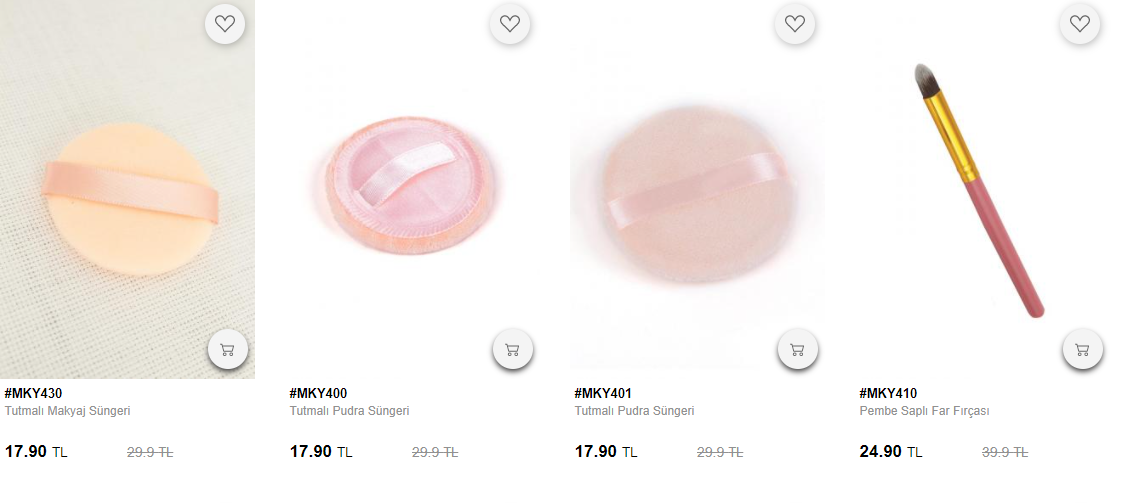 #MKY430
Tutmalı Makyaj Süngeri
17.90 TL 29.9 TL
#MKY400
Tutmalı Pudra Süngeri
17.90 TL 29.9 TL
#MKY401
Tutmalı Pudra Süngeri
17.90 TL 29.9 TL
#MKY410
Pembe Saplı Far Fırçası
24.90 TL 39.9 TL